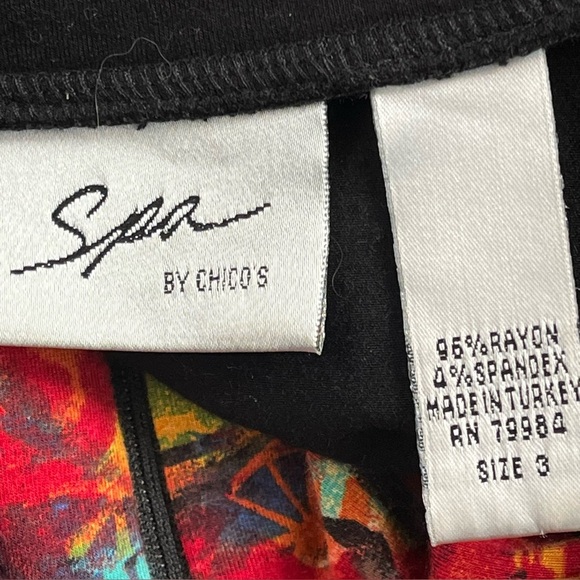 Spa
BY CHICO'S
96% RAYON
4% SPANDEX
MADE IN TURKEY
RN 79984
SIZE 3